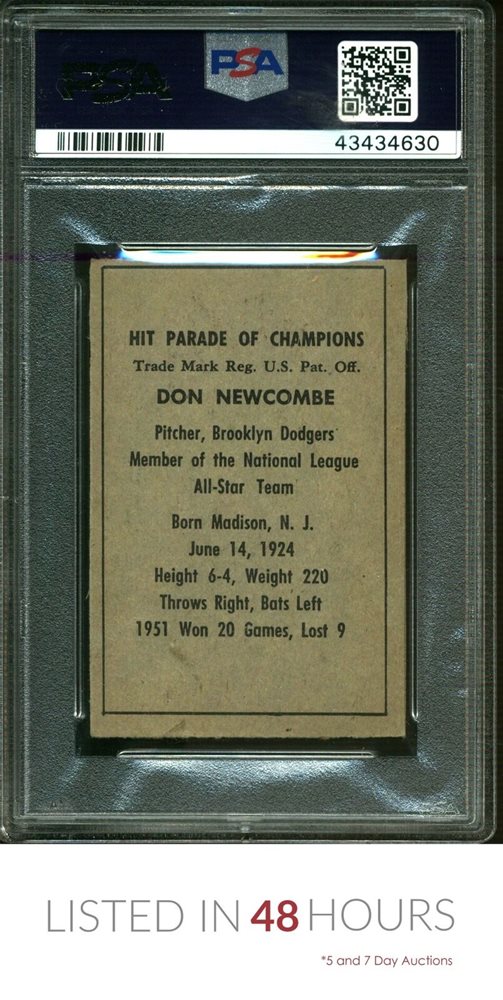 PSA
PSA
43434630
HIT PARADE OF CHAMPIONS
Trade Mark Reg. U.S. Pat. Off.
DON NEWCOMBE
Pitcher, Brooklyn Dodgers
Member of the National League
All-Star Team
Born Madison, N. J.
June 14, 1924
Height 6-4, Weight 220
Throws Right, Bats Left
1951 Won 20 Games, Lost 9
LISTED IN 48 HOURS
*5 and 7 Day Auctions